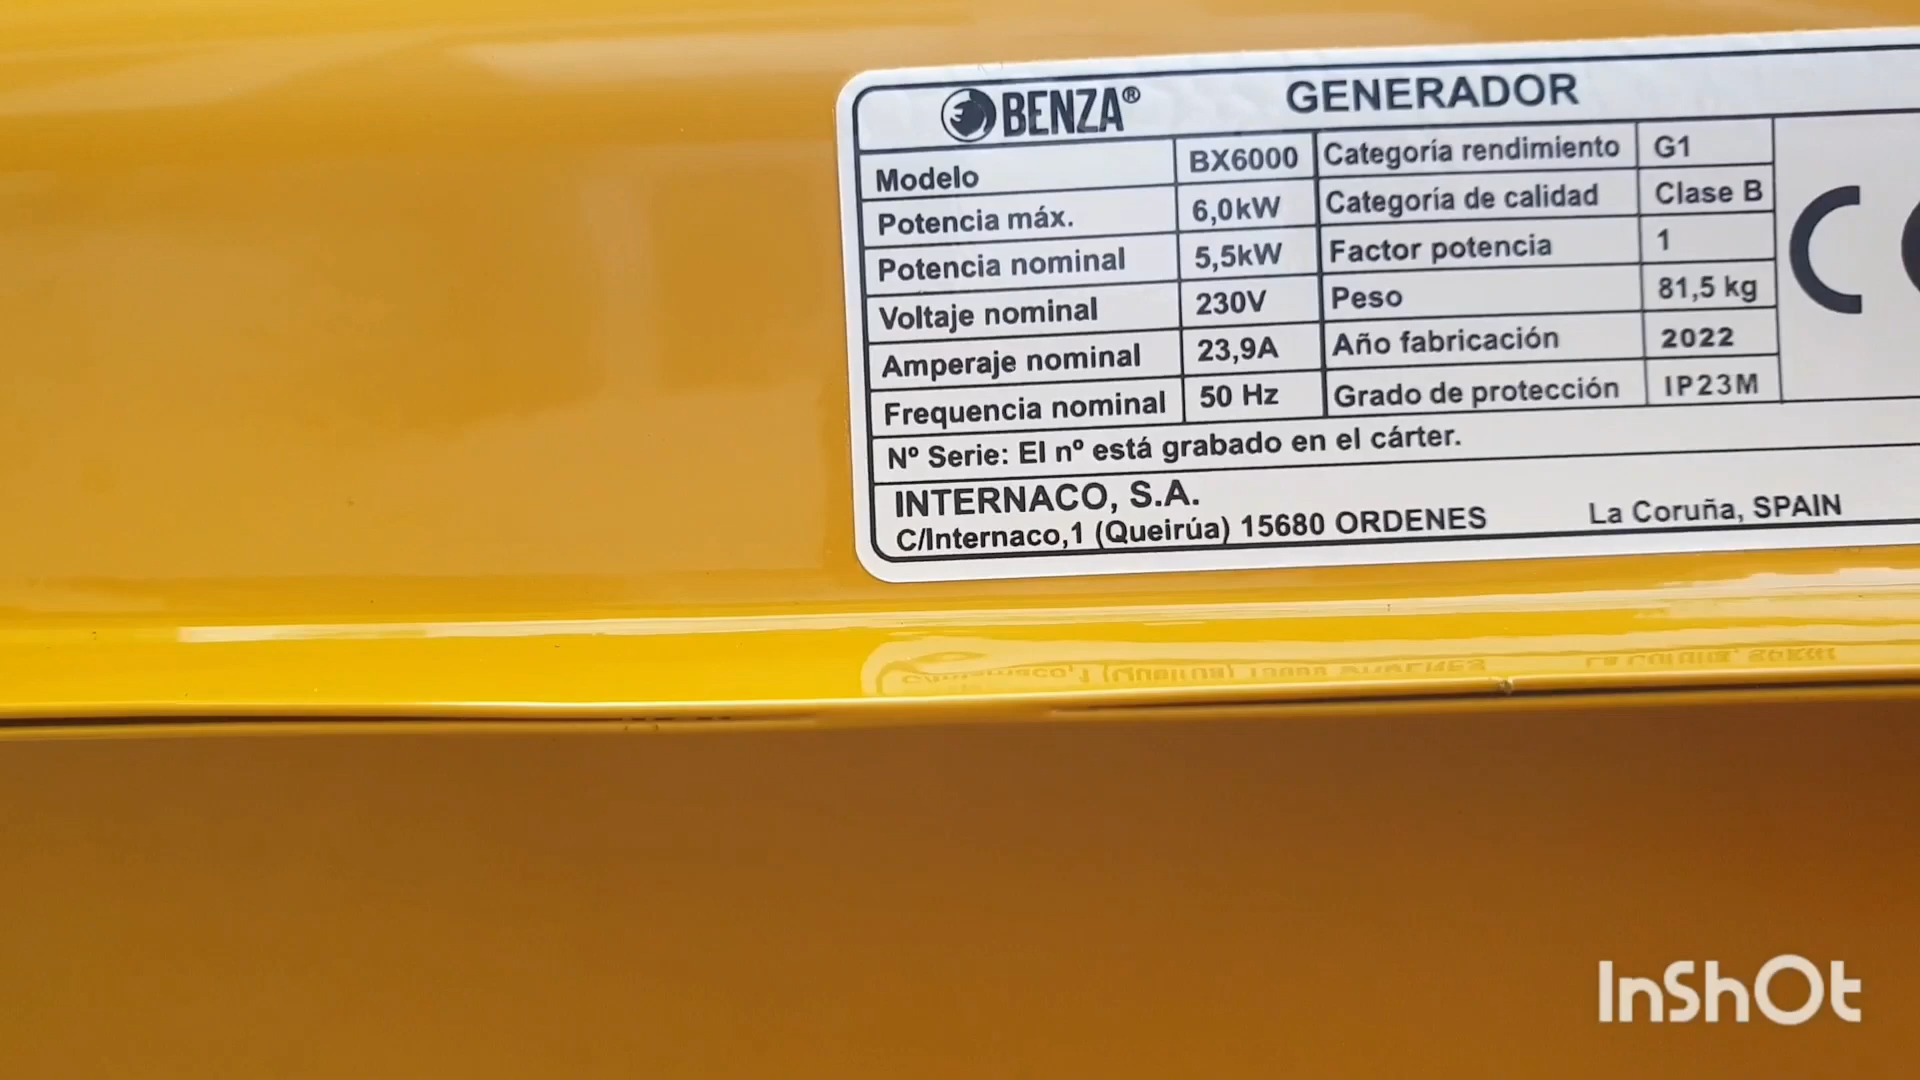 BENZA® GENERADOR
Modelo BX6000 Categoría rendimiento G1
Potencia máx. 6,0kW Categoría de calidad Clase B
Potencia nominal 5,5kW Factor potencia 1
Voltaje nominal 230V Peso 81,5 kg
Amperaje nominal 23,9A Año fabricación 2022
Frequencia nominal 50 Hz Grado de protección IP23M
Nº Serie: El nº está grabado en el cárter.
INTERNACO, S.A.
C/Internaco,1 (Queirúa) 15680 ORDENES La Coruña, SPAIN
InShOt